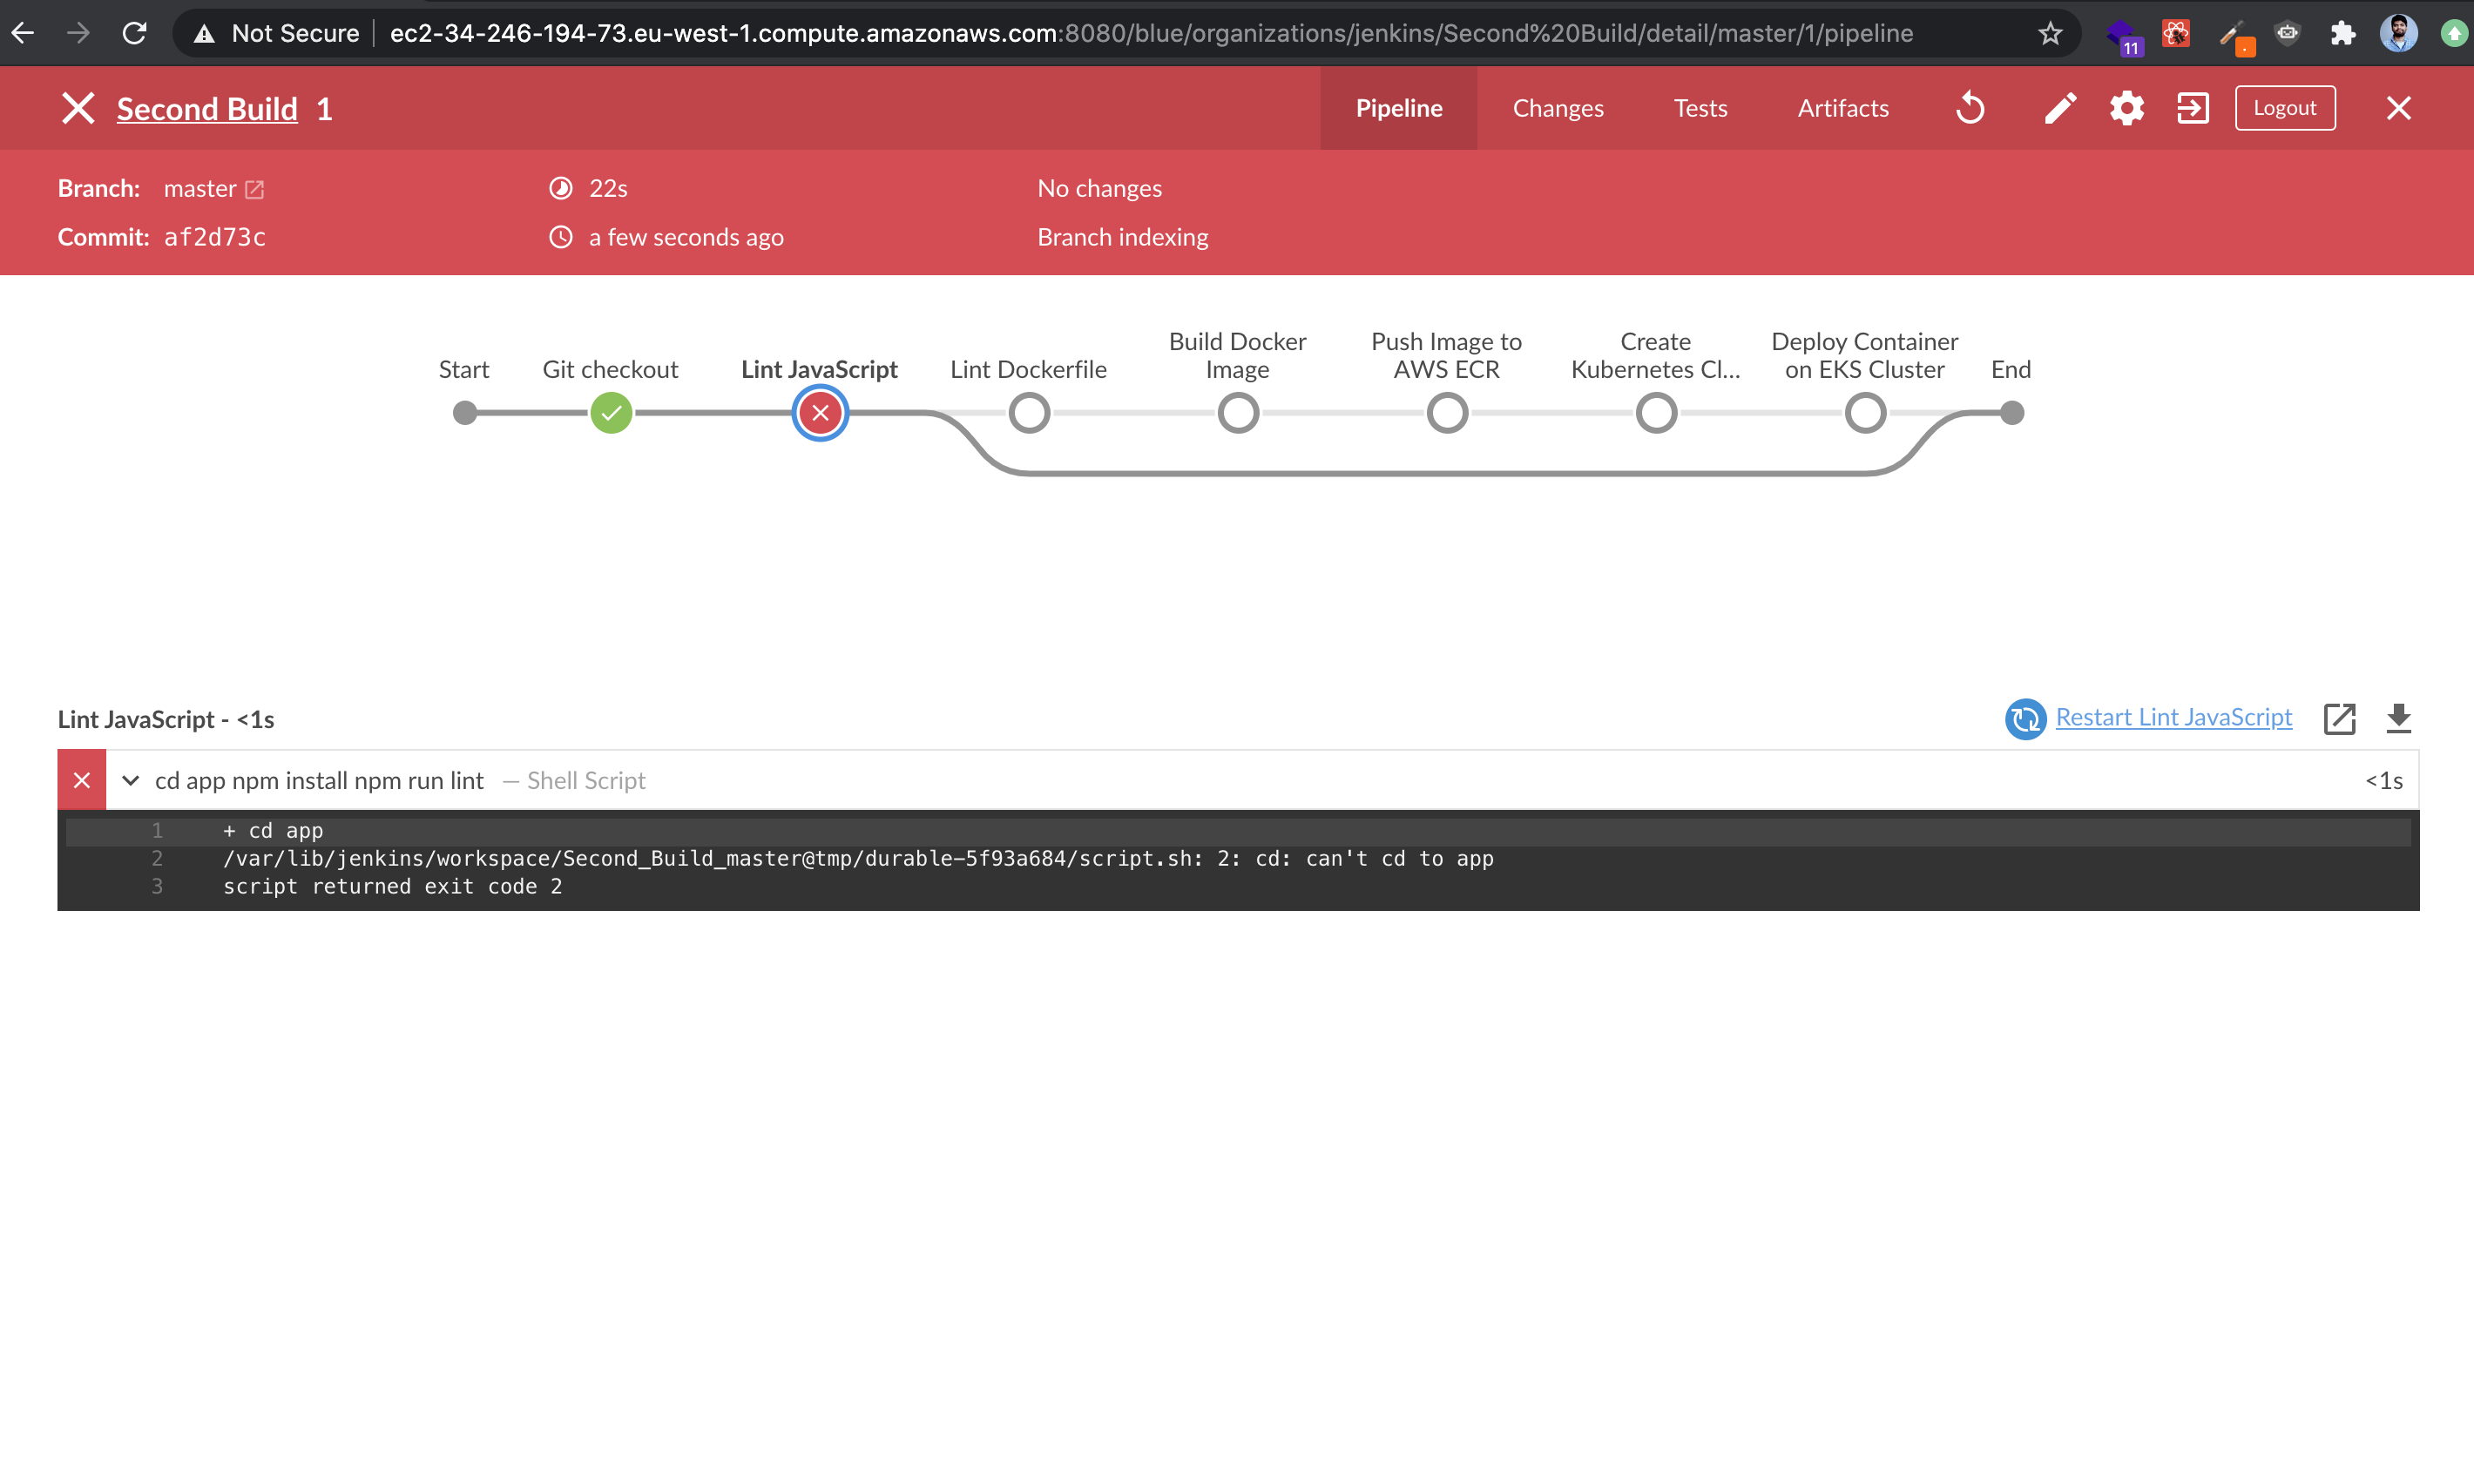 Not Secure ec2-34-246-194-73.eu-west-1.compute.amazonaws.com:8080/blue/organizations/jenkins/Second%20Build/detail/master/1/pipeline
11
Second Build 1 Pipeline Changes Tests Artifacts Logout
Branch: master 22s No changes
Commit: af2d73c a few seconds ago Branch indexing
Start Git checkout Lint JavaScript Lint Dockerfile Build Docker Image Push Image to AWS ECR Create Kubernetes Cl... Deploy Container on EKS Cluster End
Lint JavaScript - <1s Restart Lint JavaScript
cd app npm install npm run lint — Shell Script <1s
1 + cd app
2 /var/lib/jenkins/workspace/Second_Build_master@tmp/durable-5f93a684/script.sh: 2: cd: can't cd to app
3 script returned exit code 2